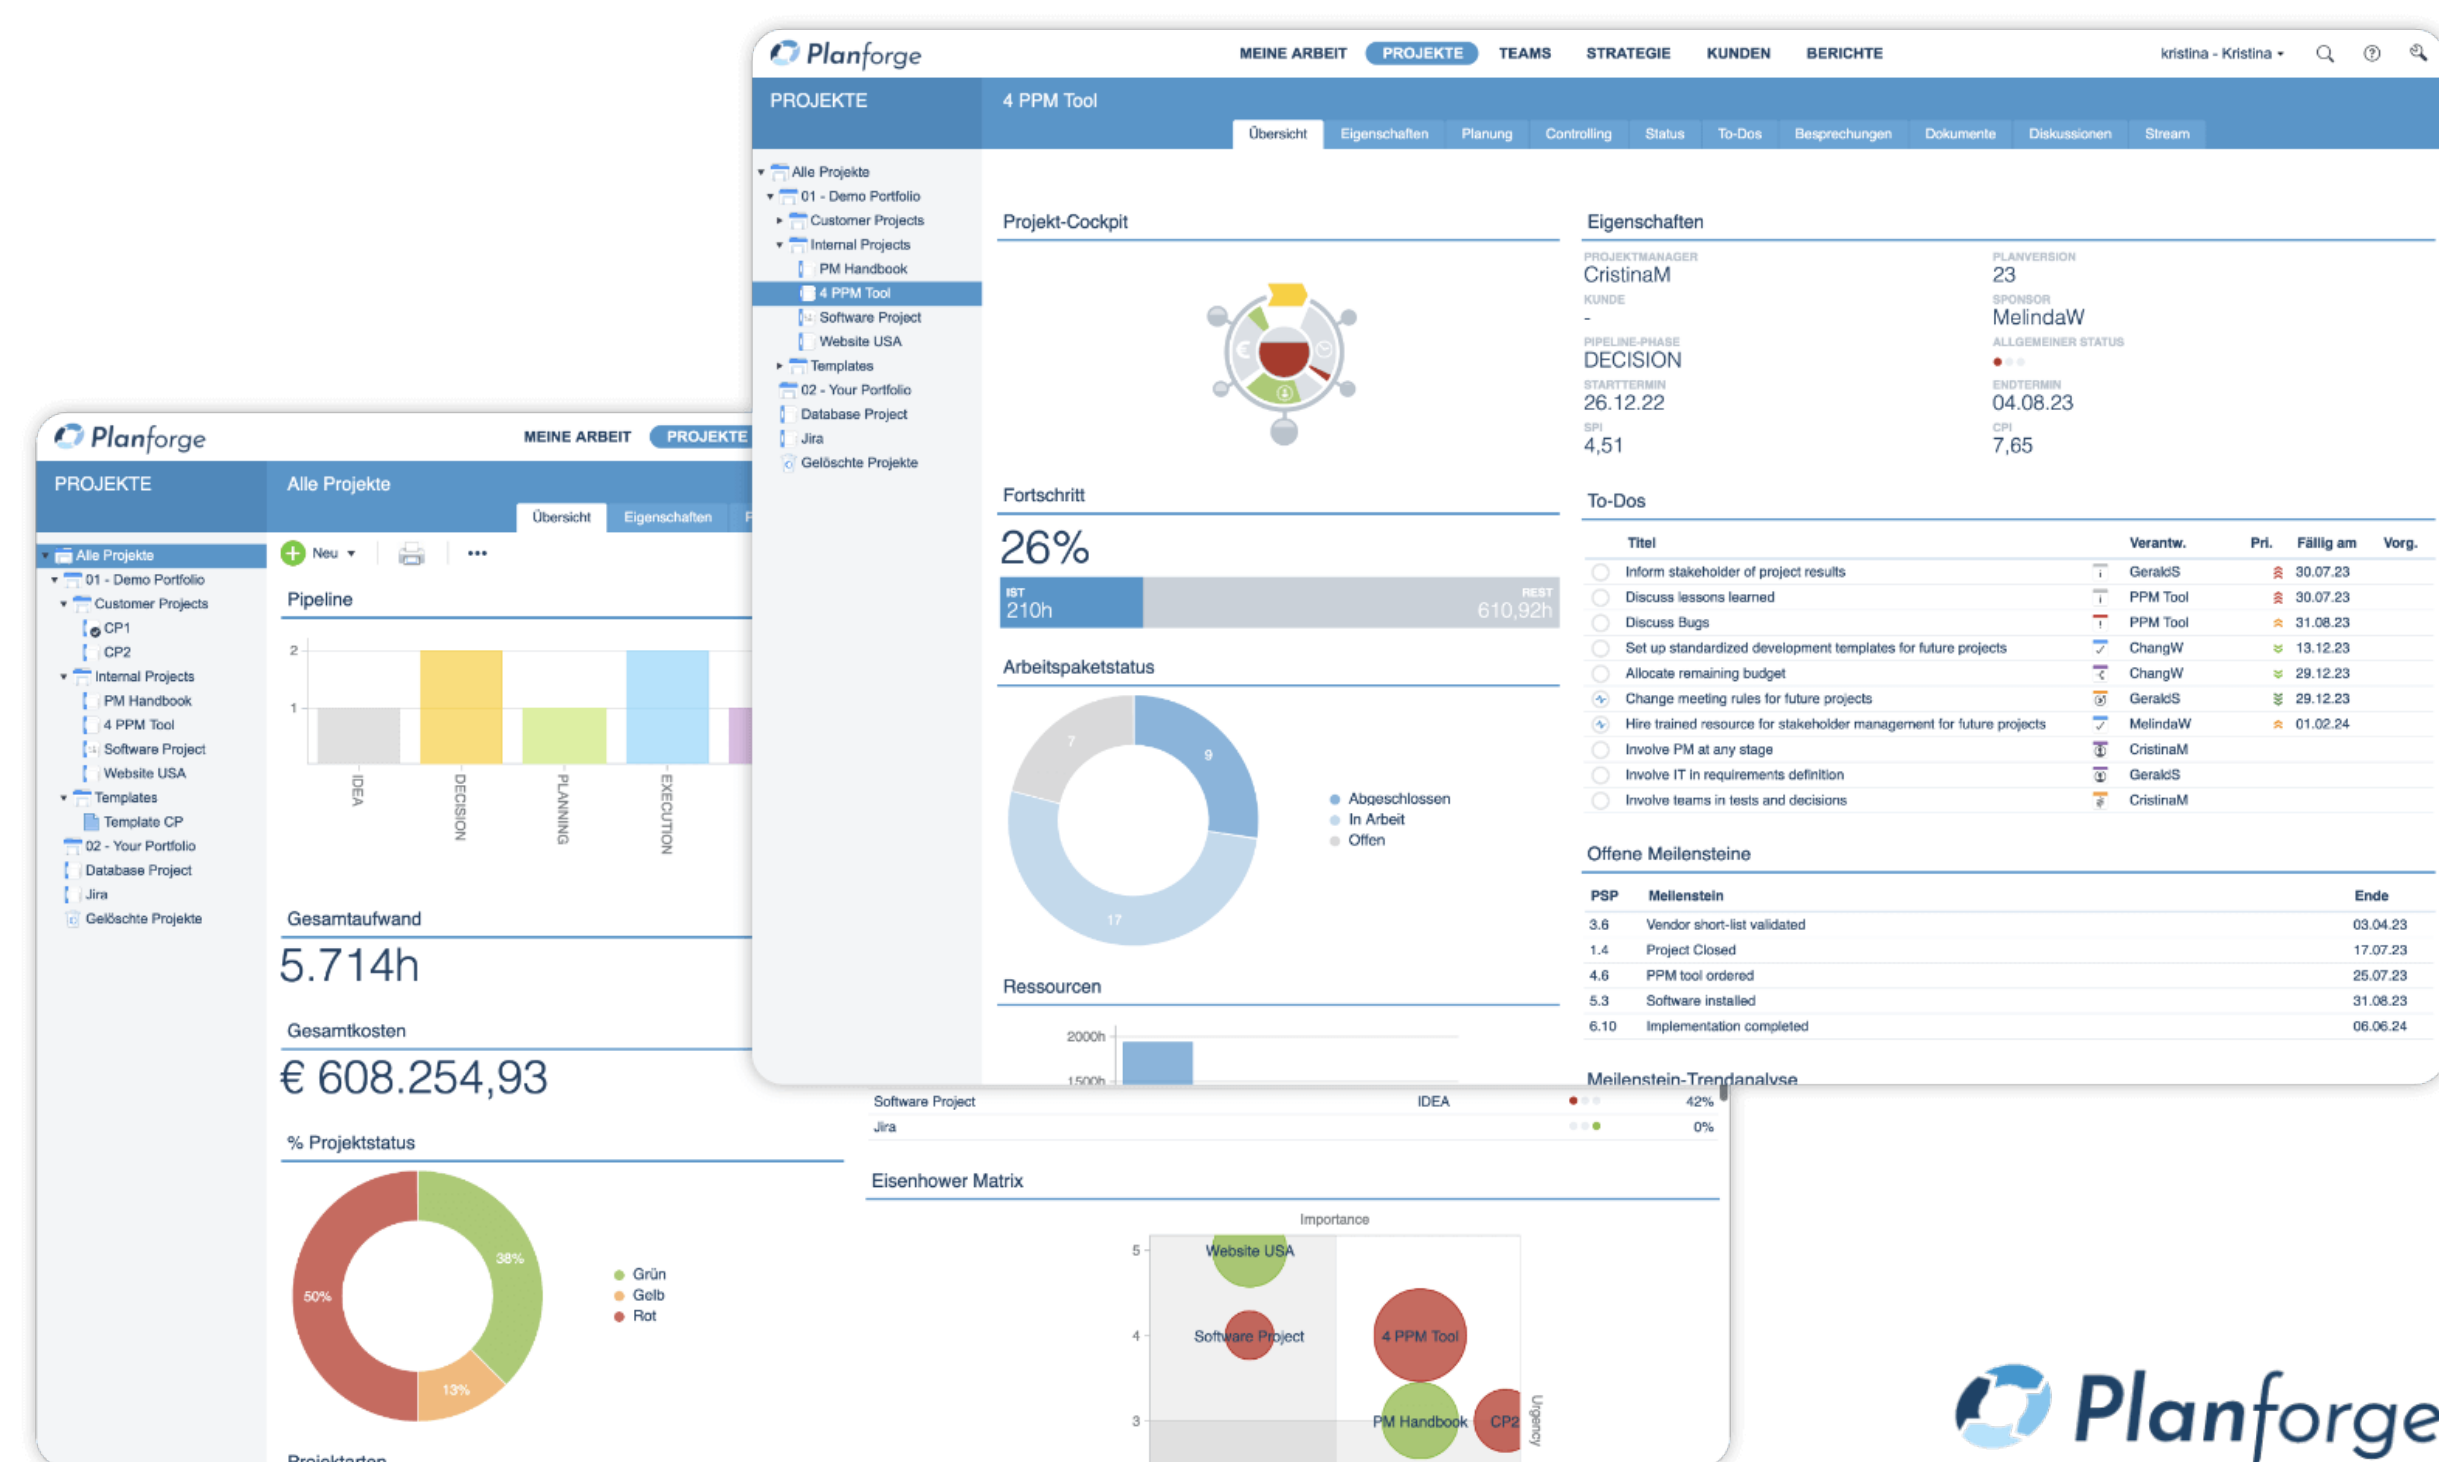 Planforge
MEINE ARBEIT PROJEKTE TEAMS STRATEGIE KUNDEN BERICHTE
kristina - Kristina
PROJEKTE
4 PPM Tool
Übersicht Eigenschaften Planung Controlling Status To-Dos Besprechungen Dokumente Diskussionen Stream
Alle Projekte
01 - Demo Portfolio
Customer Projects
Internal Projects
PM Handbook
4 PPM Tool
Software Project
Website USA
Templates
02 - Your Portfolio
Database Project
Jira
Gelöschte Projekte
Projekt-Cockpit
Fortschritt
26%
IST REST
210h 610,92h
Arbeitspaketstatus
7
9
17
Abgeschlossen
In Arbeit
Offen
Ressourcen
2000h
1500h
Eigenschaften
PROJEKTMANAGER PLANVERSION
CristinaM 23
KUNDE SPONSOR
- MelindaW
PIPELINE-PHASE ALLGEMEINER STATUS
DECISION
STARTTERMIN ENDTERMIN
26.12.22 04.08.23
SPI CPI
4,51 7,65
To-Dos
Titel Verantw. Pri. Fällig am Vorg.
Inform stakeholder of project results GeraldS 30.07.23
Discuss lessons learned PPM Tool 30.07.23
Discuss Bugs PPM Tool 31.08.23
Set up standardized development templates for future projects ChangW 13.12.23
Allocate remaining budget ChangW 29.12.23
Change meeting rules for future projects GeraldS 29.12.23
Hire trained resource for stakeholder management for future projects MelindaW 01.02.24
Involve PM at any stage CristinaM
Involve IT in requirements definition GeraldS
Involve teams in tests and decisions CristinaM
Offene Meilensteine
PSP Meilenstein Ende
3.6 Vendor short-list validated 03.04.23
1.4 Project Closed 17.07.23
4.6 PPM tool ordered 25.07.23
5.3 Software installed 31.08.23
6.10 Implementation completed 06.06.24
Meilenstein-Trendanalyse
Planforge
MEINE ARBEIT PROJEKTE
PROJEKTE
Alle Projekte
Übersicht Eigenschaften
Alle Projekte
01 - Demo Portfolio
Customer Projects
CP1
CP2
Internal Projects
PM Handbook
4 PPM Tool
Software Project
Website USA
Templates
Template CP
02 - Your Portfolio
Database Project
Jira
Gelöschte Projekte
Neu
Pipeline
2
1
IDEA
DECISION
PLANNING
EXECUTION
Gesamtaufwand
5.714h
Gesamtkosten
€ 608.254,93
% Projektstatus
38%
50%
13%
Grün
Gelb
Rot
Projektarten
Software Project IDEA 42%
Jira 0%
Eisenhower Matrix
Importance
5
Website USA
4
Software Project
4 PPM Tool
3
PM Handbook
CP2
Urgency
Planforge